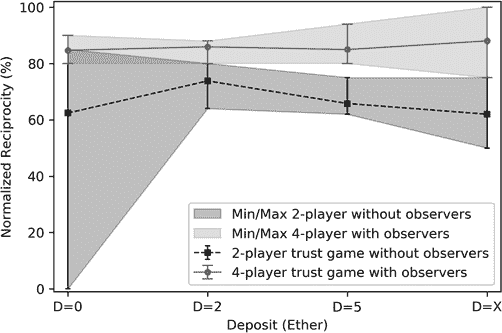 100
80
60
40
20
0
Normalized Reciprocity (%)
Min/Max 2-player without observers
Min/Max 4-player with observers
2-player trust game without observers
4-player trust game with observers
D=0 D=2 D=5 D=X
Deposit (Ether)